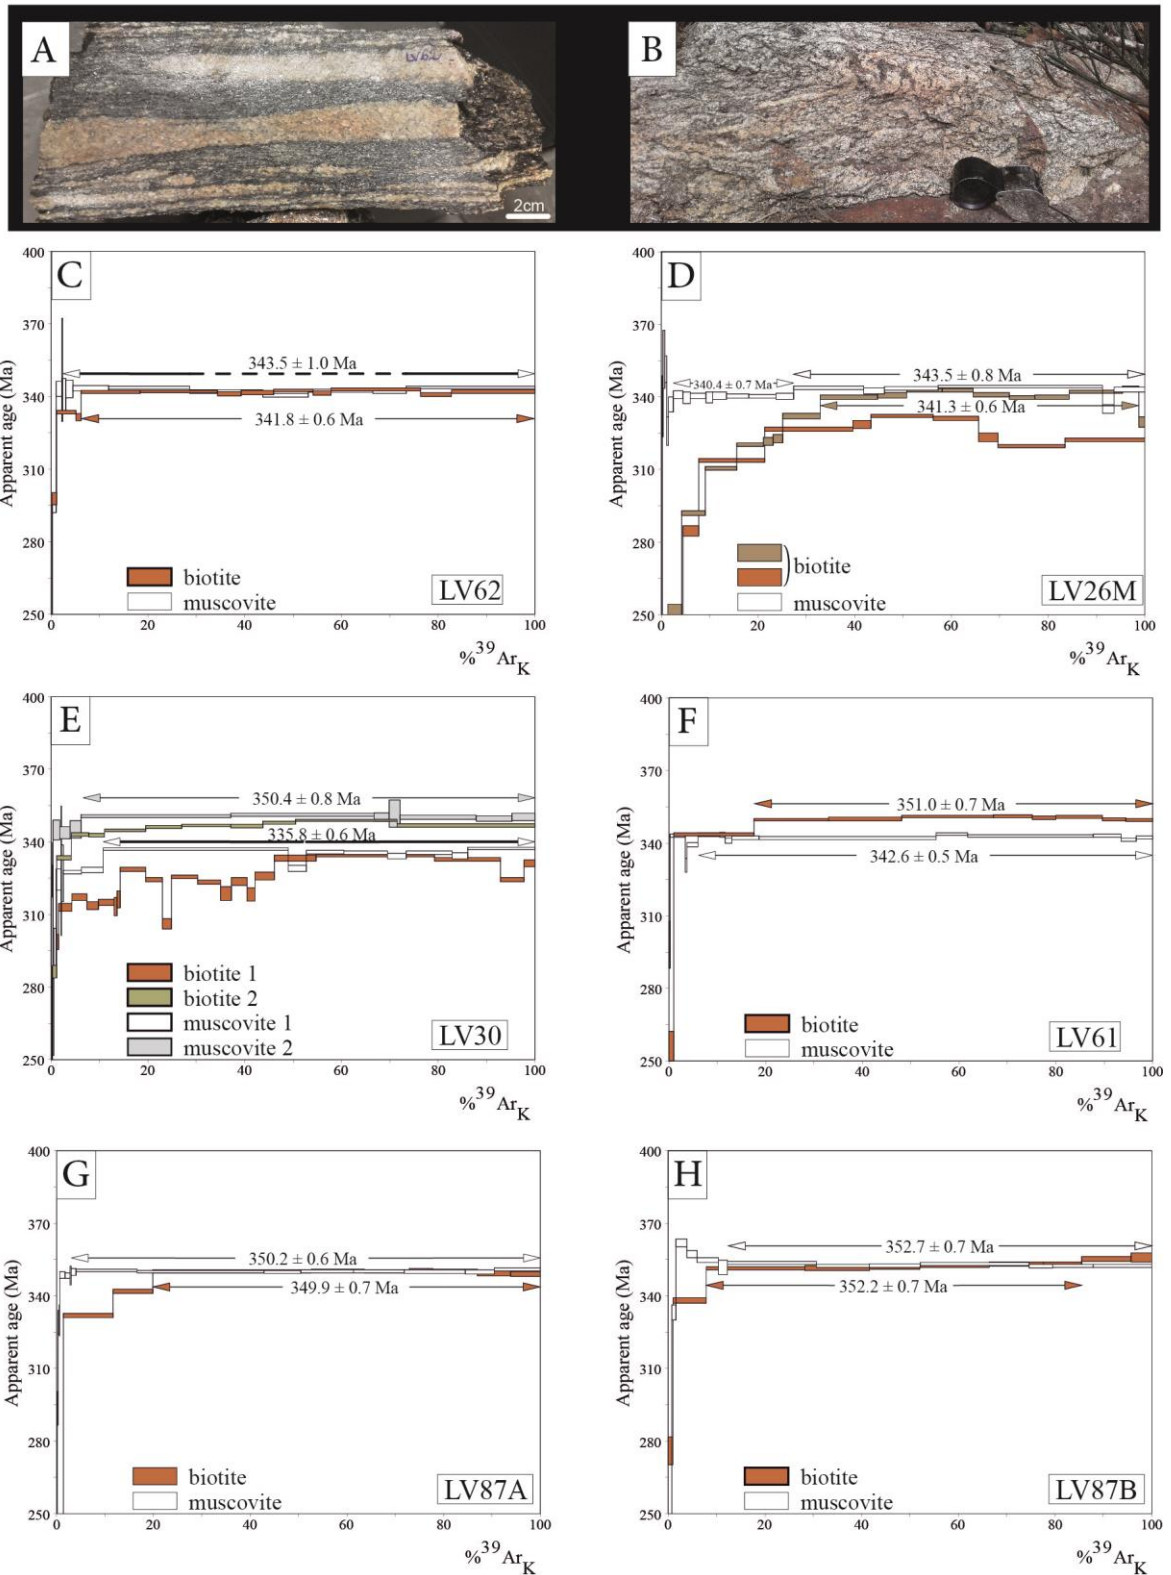 A
LV62
2cm
B
C
400
370
340
310
280
250
Apparent age (Ma)
343.5 ± 1.0 Ma
341.8 ± 0.6 Ma
biotite
muscovite
LV62
0 20 40 60 80 100
%³⁹Ar_K
D
400
370
340
310
280
250
Apparent age (Ma)
340.4 ± 0.7 Ma
343.5 ± 0.8 Ma
341.3 ± 0.6 Ma
biotite
muscovite
LV26M
0 20 40 60 80 100
%³⁹Ar_K
E
400
370
340
310
280
250
Apparent age (Ma)
350.4 ± 0.8 Ma
335.8 ± 0.6 Ma
biotite 1
biotite 2
muscovite 1
muscovite 2
LV30
0 20 40 60 80 100
%³⁹Ar_K
F
400
370
340
310
280
250
Apparent age (Ma)
351.0 ± 0.7 Ma
342.6 ± 0.5 Ma
biotite
muscovite
LV61
0 20 40 60 80 100
%³⁹Ar_K
G
400
370
340
310
280
250
Apparent age (Ma)
350.2 ± 0.6 Ma
349.9 ± 0.7 Ma
biotite
muscovite
LV87A
0 20 40 60 80 100
%³⁹Ar_K
H
400
370
340
310
280
250
Apparent age (Ma)
352.7 ± 0.7 Ma
352.2 ± 0.7 Ma
biotite
muscovite
LV87B
0 20 40 60 80 100
%³⁹Ar_K